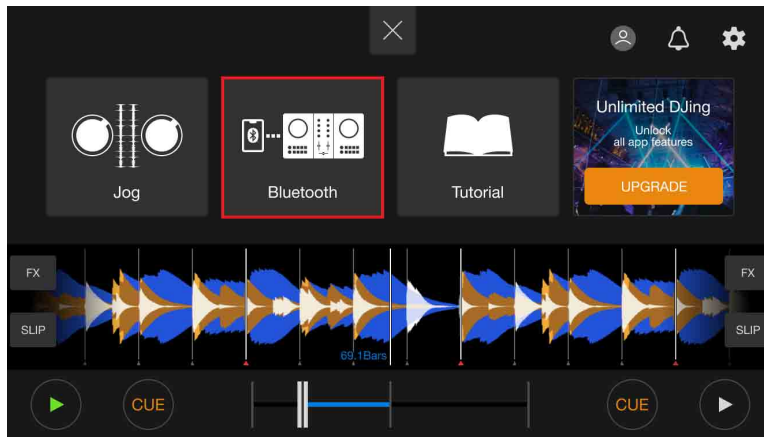 Jog
Bluetooth
Tutorial
Unlimited DJing
Unlock
all app features
UPGRADE
FX
FX
SLIP
SLIP
69.1Bars
CUE
CUE